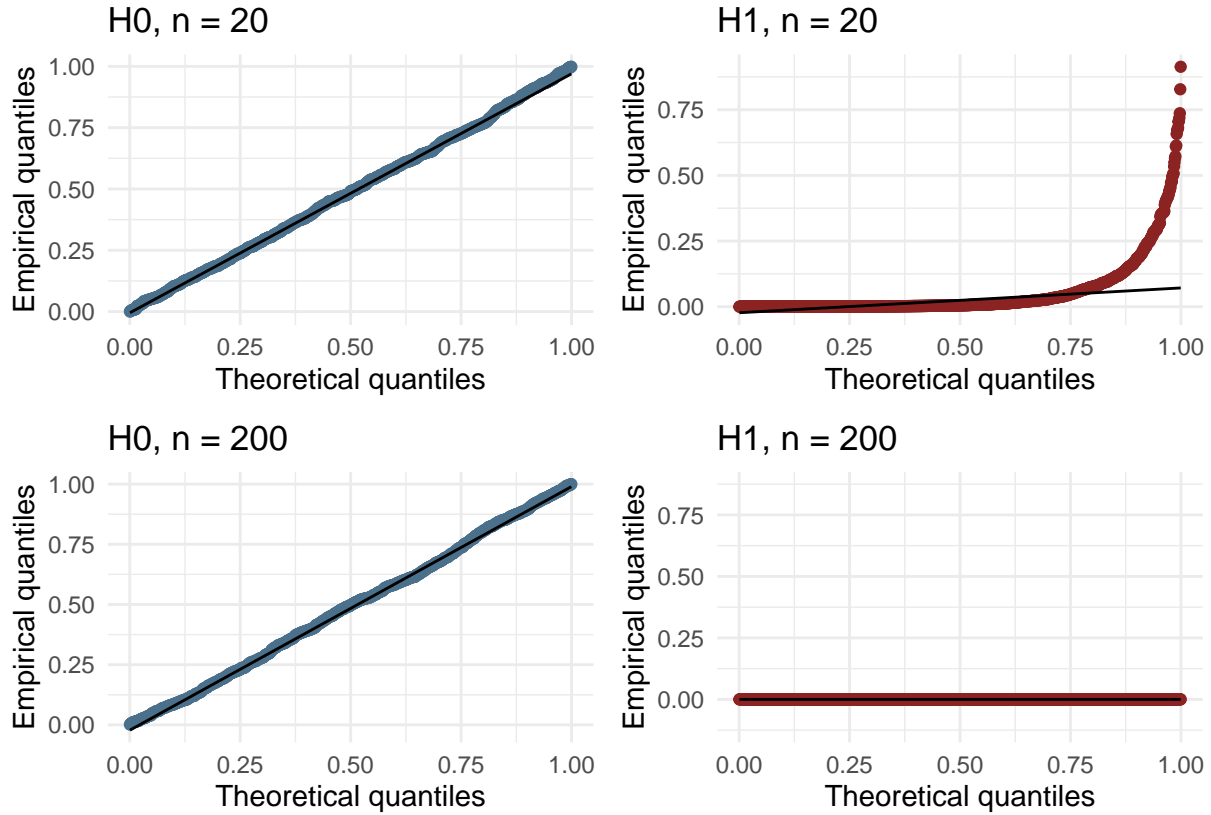 H0, n = 20
Empirical quantiles
1.00
0.75
0.50
0.25
0.00
0.00 0.25 0.50 0.75 1.00
Theoretical quantiles
H1, n = 20
Empirical quantiles
0.75
0.50
0.25
0.00
0.00 0.25 0.50 0.75 1.00
Theoretical quantiles
H0, n = 200
Empirical quantiles
1.00
0.75
0.50
0.25
0.00
0.00 0.25 0.50 0.75 1.00
Theoretical quantiles
H1, n = 200
Empirical quantiles
0.75
0.50
0.25
0.00
0.00 0.25 0.50 0.75 1.00
Theoretical quantiles